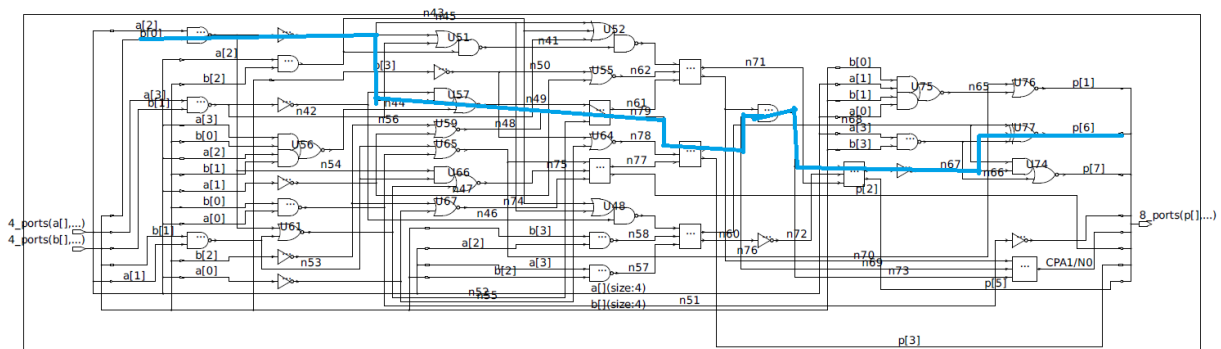 a[2]
b[0]
a[2]
b[2]
a[3]
b[1]
a[3]
b[0]
a[2]
b[1]
a[1]
b[0]
a[0]
b[1]
b[2]
a[1]
a[0]
4_ports(a[],...)
4_ports(b[],...)
n43
n45
U51
n41
U52
b[3]
n50
U55
n62
n42
n44
U57
n49
n61
n79
n56
U59
n48
U56
n54
U65
U64
n78
n75
n77
U66
n47
n74
U67
n46
U48
U61
n53
b[3]
n58
a[2]
a[3]
b[2]
n57
n52
n55
a[](size:4)
b[](size:4)
n51
n71
n60
n76
n72
n70
n69
n73
b[0]
a[1]
b[1]
a[0]
U75
n65
U76
p[1]
n68
a[3]
b[3]
U77
p[6]
n67
n66
U74
p[7]
p[2]
8_ports(p[],...)
CPA1/N0
p[5]
p[3]